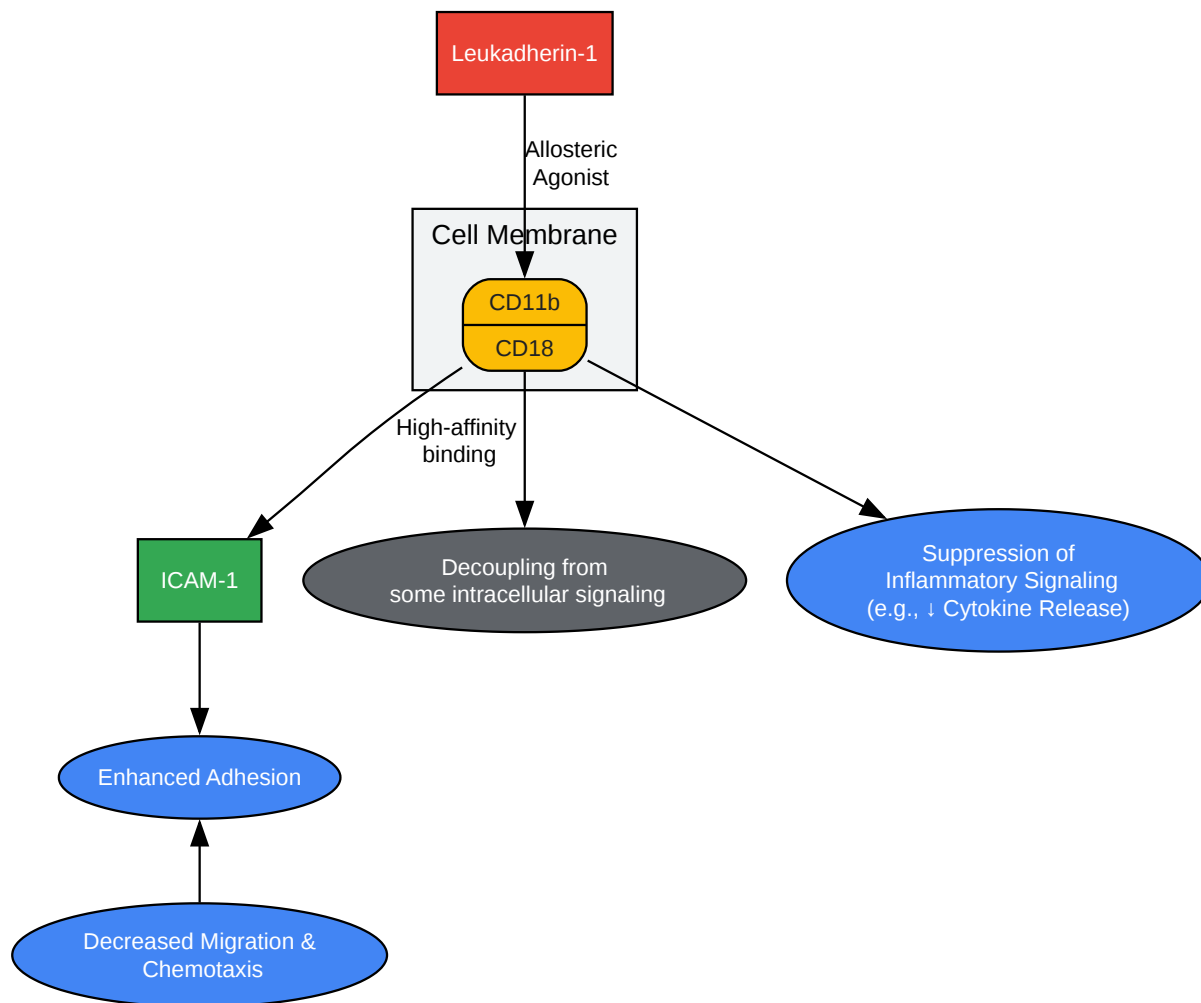 Leukadherin-1
Allosteric
Agonist
Cell Membrane
CD11b
CD18
High-affinity
binding
ICAM-1
Decoupling from
some intracellular signaling
Suppression of
Inflammatory Signaling
(e.g., ↓ Cytokine Release)
Enhanced Adhesion
Decreased Migration &
Chemotaxis